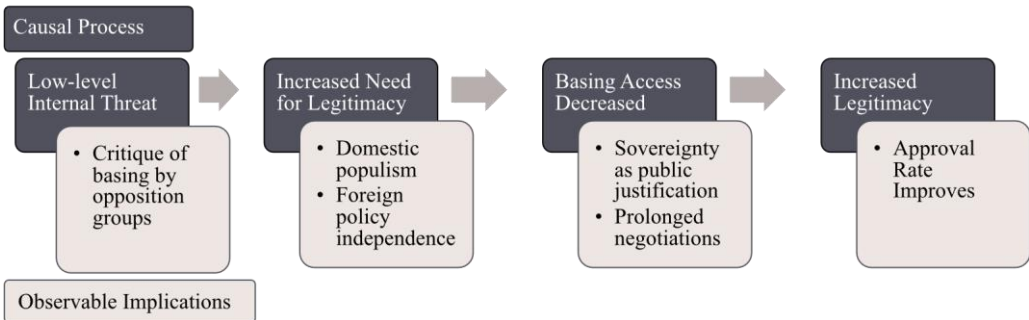 Causal Process
Low-level
Internal Threat
• Critique of
basing by
opposition
groups
Increased Need
for Legitimacy
• Domestic
populism
• Foreign
policy
independence
Basing Access
Decreased
• Sovereignty
as public
justification
• Prolonged
negotiations
Increased
Legitimacy
• Approval
Rate
Improves
Observable Implications